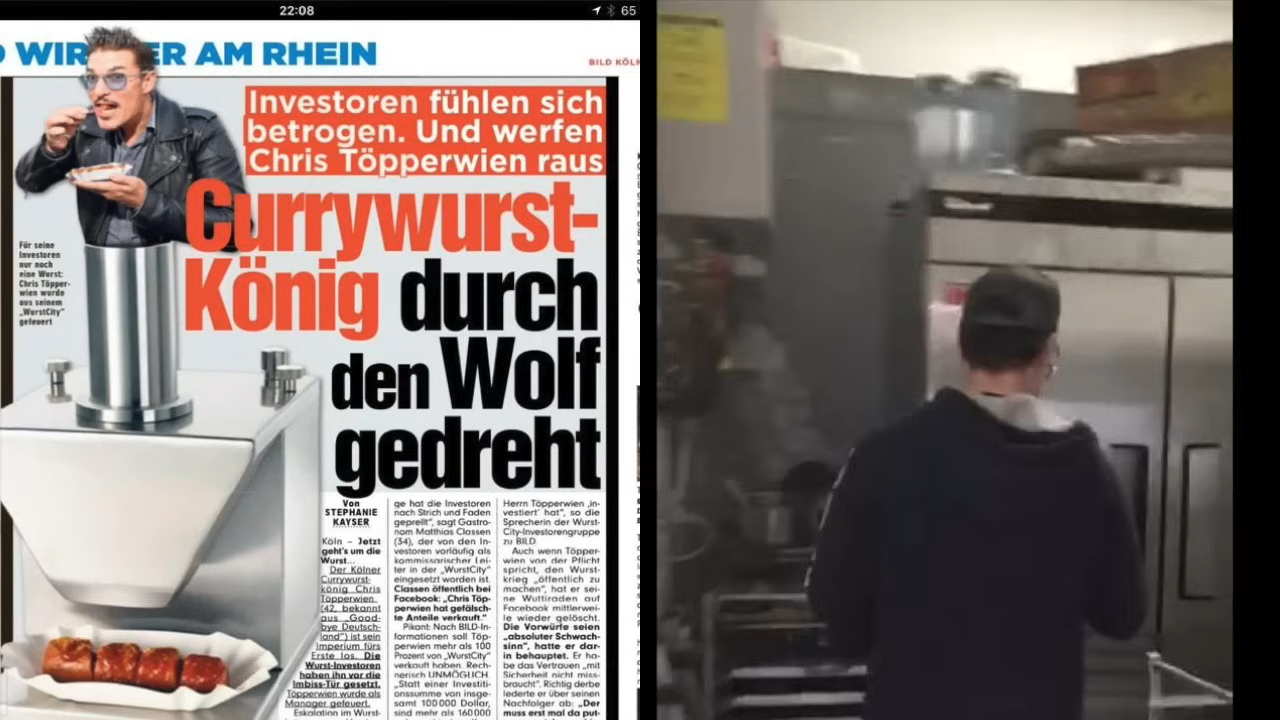 22:08
65
WIR
ER AM RHEIN
BILD KÖLN
Investoren fühlen sich
betrogen. Und werfen
Chris Töpperwien raus
Currywurst-
König durch
den Wolf
gedreht
Für seine
Investoren
nur noch
eine Wurst:
Chris Töpper-
wien wurde
aus seinem
„WurstCity"
gefeuert
Von
STEPHANIE
KAYSER
Köln – Jetzt
geht's um die
Wurst...
Der Kölner
Currywurst-
könig Chris
Töpperwien
(42, bekannt
aus „Good-
bye Deutsch-
land") ist sein
Imperium fürs
Erste los. Die
Wurst-Investoren
haben ihn vor die
Imbiss-Tür gesetzt.
Töpperwien wurde als
Manager gefeuert.
Eskalation im Wurst-
ge hat die Investoren
nach Strich und Faden
geprellt", sagt Gastro-
nom Matthias Classen
(34), der von den In-
vestoren vorläufig als
kommissarischer Lei-
ter in der „WurstCity"
eingesetzt worden ist.
Classen öffentlich bei
Facebook: „Chris Töp-
perwien hat gefälsch-
te Anteile verkauft."
Pikant: Nach BILD-In-
formationen soll Töp-
perwien mehr als 100
Prozent von „WurstCity"
verkauft haben. Rech-
nerisch UNMÖGLICH.
„Statt einer Investiti-
onssumme von insge-
samt 100 000 Dollar,
sind mehr als 160 000
Herrn Töpperwien ‚in-
vestiert' hat", so die
Sprecherin der Wurst-
City-Investorengruppe
zu BILD.
Auch wenn Töpper-
wien von der Pflicht
spricht, den Wurst-
krieg „öffentlich zu
machen", hat er sei-
ne Wuttiraden auf
Facebook mittlerwei-
le wieder gelöscht.
Die Vorwürfe seien
„absoluter Schwach-
sinn", hatte er dar-
in behauptet. Er ha-
be das Vertrauen „mit
Sicherheit nicht miss-
braucht". Richtig derbe
lederte er über seinen
Nachfolger ab: „Der
muss erst mal da put-